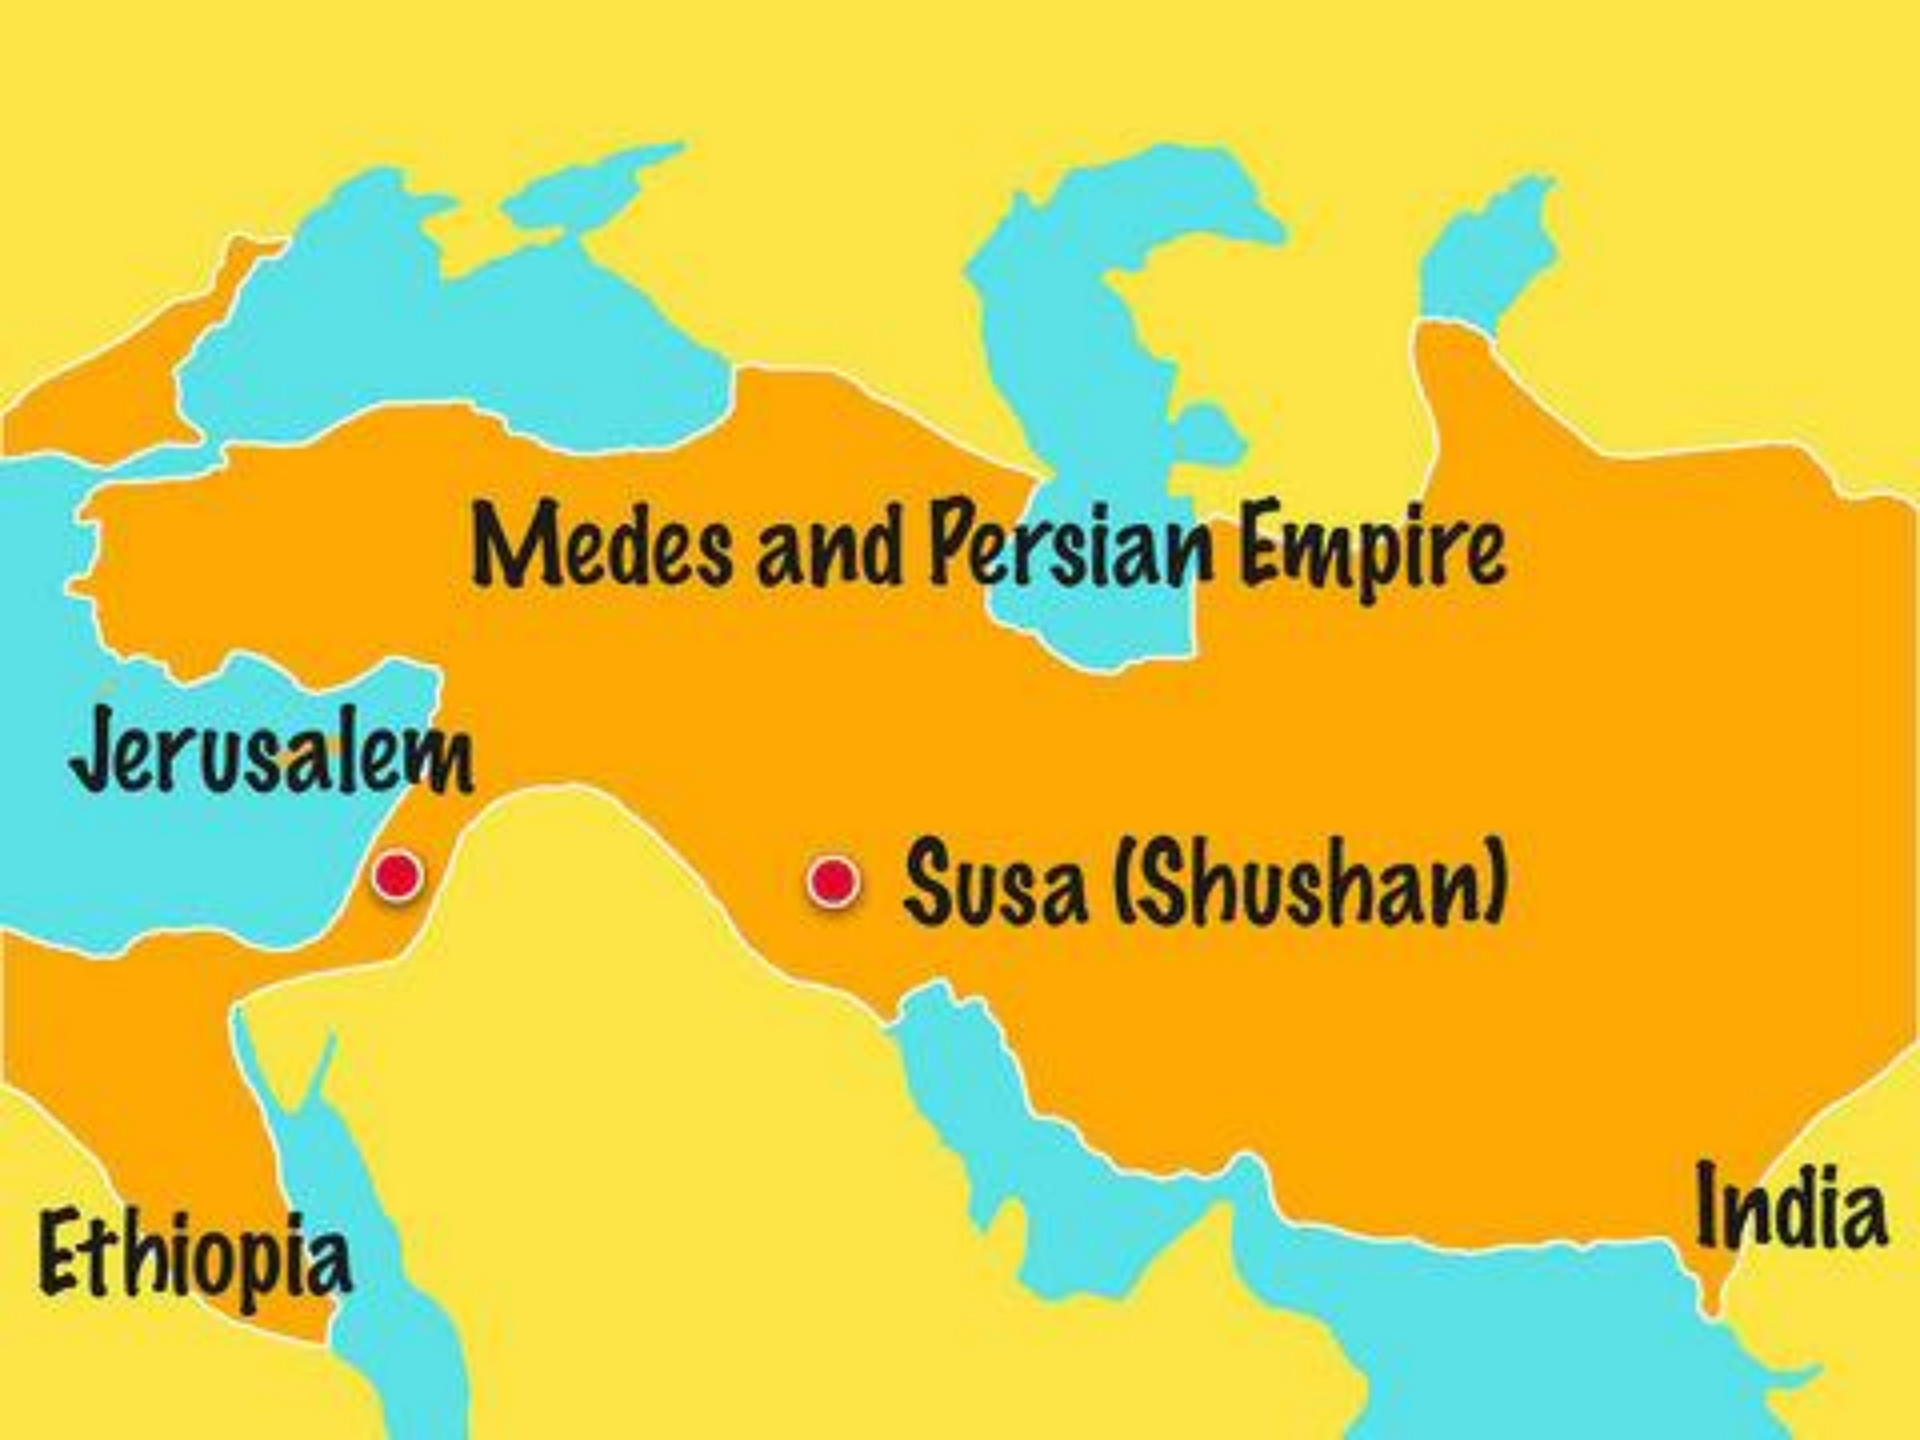 Medes and Persian Empire
Jerusalem
Susa (Shushan)
India
Ethiopia